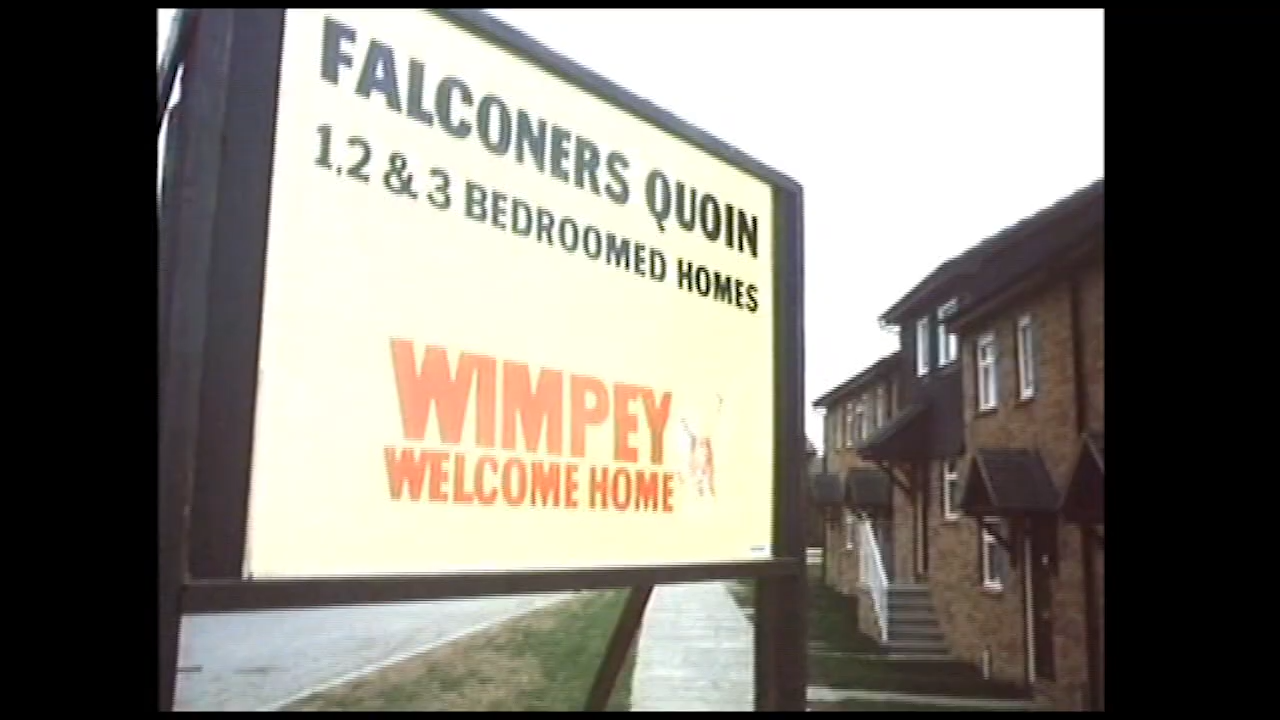 FALCONERS QUOIN
1.2 & 3 BEDROOMED HOMES
WIMPEY
WELCOME HOME